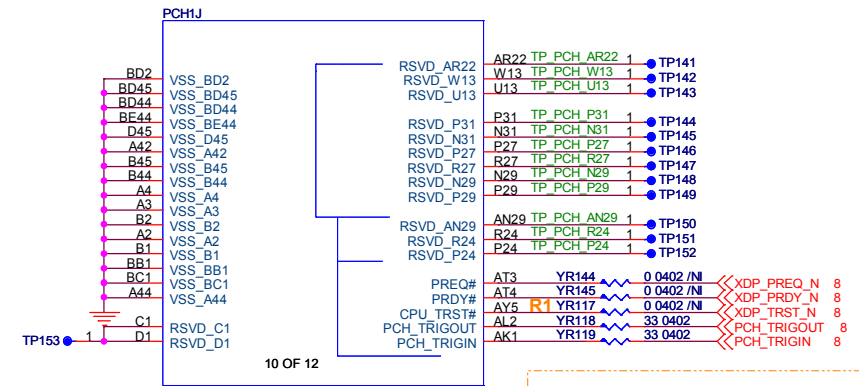 PCH1J
BD2 VSS_BD2
BD45 VSS_BD45
BD44 VSS_BD44
BE44 VSS_BE44
D45 VSS_D45
A42 VSS_A42
B45 VSS_B45
B44 VSS_B44
A4 VSS_A4
A3 VSS_A3
B2 VSS_B2
A2 VSS_A2
B1 VSS_B1
BB1 VSS_BB1
BC1 VSS_BC1
A44 VSS_A44
C1 RSVD_C1
TP153 1 D1 RSVD_D1
RSVD_AR22 AR22 TP_PCH_AR22 1 TP141
RSVD_W13 W13 TP_PCH_W13 1 TP142
RSVD_U13 U13 TP_PCH_U13 1 TP143
RSVD_P31 P31 TP_PCH_P31 1 TP144
RSVD_N31 N31 TP_PCH_N31 1 TP145
RSVD_P27 P27 TP_PCH_P27 1 TP146
RSVD_R27 R27 TP_PCH_R27 1 TP147
RSVD_N29 N29 TP_PCH_N29 1 TP148
RSVD_P29 P29 TP_PCH_P29 1 TP149
RSVD_AN29 AN29 TP_PCH_AN29 1 TP150
RSVD_R24 R24 TP_PCH_R24 1 TP151
RSVD_P24 P24 TP_PCH_P24 1 TP152
PREQ# AT3 YR144 0 0402 /NI XDP_PREQ_N 8
PRDY# AT4 YR145 0 0402 /NI XDP_PRDY_N 8
CPU_TRST# AY5 R1 YR117 0 0402 /NI XDP_TRST_N 8
PCH_TRIGOUT AL2 YR118 33 0402 PCH_TRIGOUT 8
PCH_TRIGIN AK1 YR119 33 0402 PCH_TRIGIN 8
10 OF 12